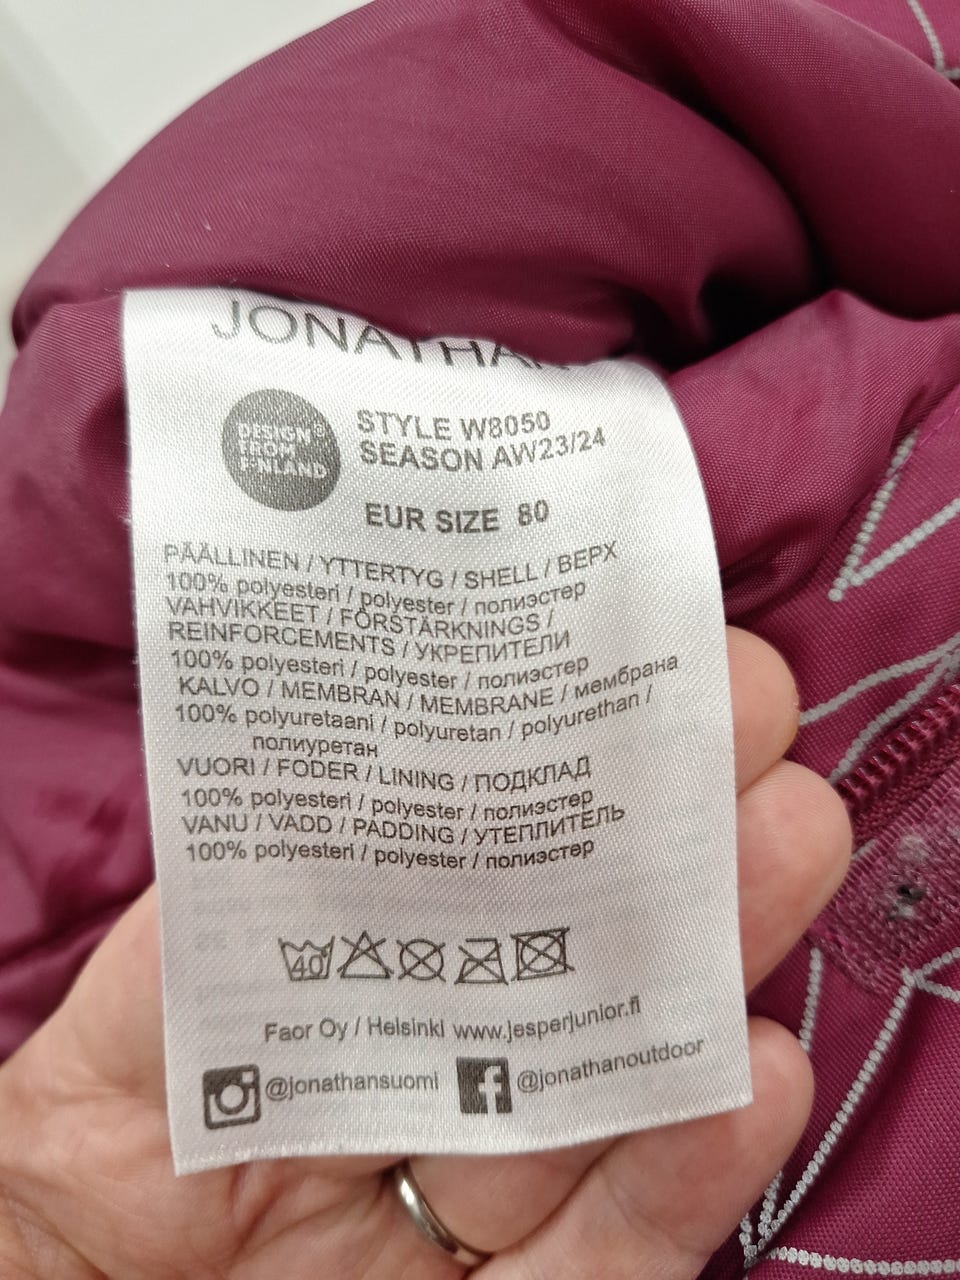 JONATHAN
DESIGN®
FROM
FINLAND
STYLE W8050
SEASON AW23/24
EUR SIZE 80
PÄÄLLINEN / YTTERTYG / SHELL / ВЕРХ
100% polyesteri / polyester / полиэстер
VAHVIKKEET / FÖRSTÄRKNINGS /
REINFORCEMENTS / УКРЕПИТЕЛИ
100% polyesteri / polyester / полиэстер
KALVO / MEMBRAN / MEMBRANE / мембрана
100% polyuretaani / polyuretan / polyurethan /
полиуретан
VUORI / FODER / LINING / ПОДКЛАД
100% polyesteri / polyester / полиэстер
VANU / VADD / PADDING / УТЕПЛИТЕЛЬ
100% polyesteri / polyester / полиэстер
40
Faor Oy / Helsinki www.jesperjunior.fi
@jonathansuomi @jonathanoutdoor